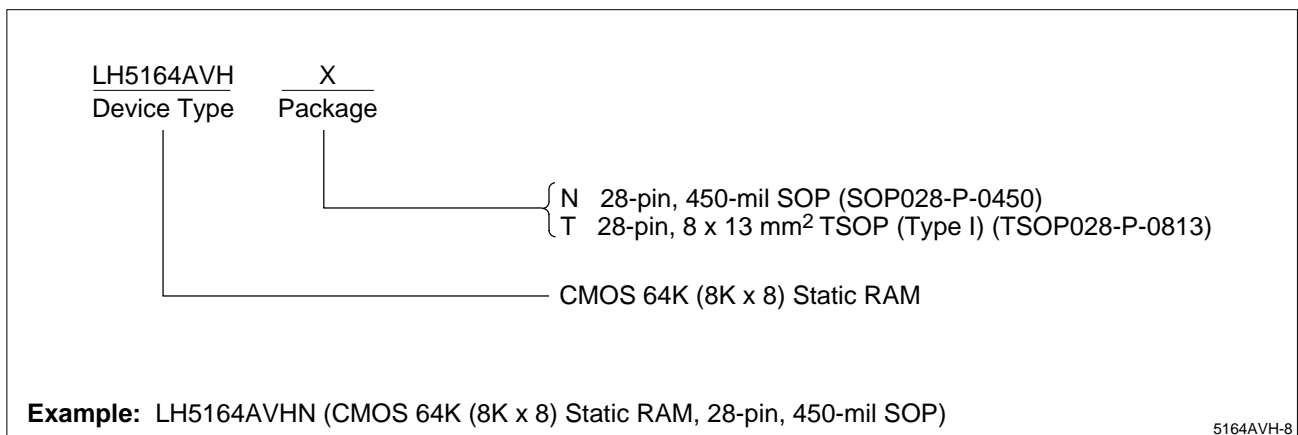 LH5164AVH X
Device Type Package
N 28-pin, 450-mil SOP (SOP028-P-0450)
T 28-pin, 8 x 13 mm² TSOP (Type I) (TSOP028-P-0813)
CMOS 64K (8K x 8) Static RAM
Example: LH5164AVHN (CMOS 64K (8K x 8) Static RAM, 28-pin, 450-mil SOP)
5164AVH-8